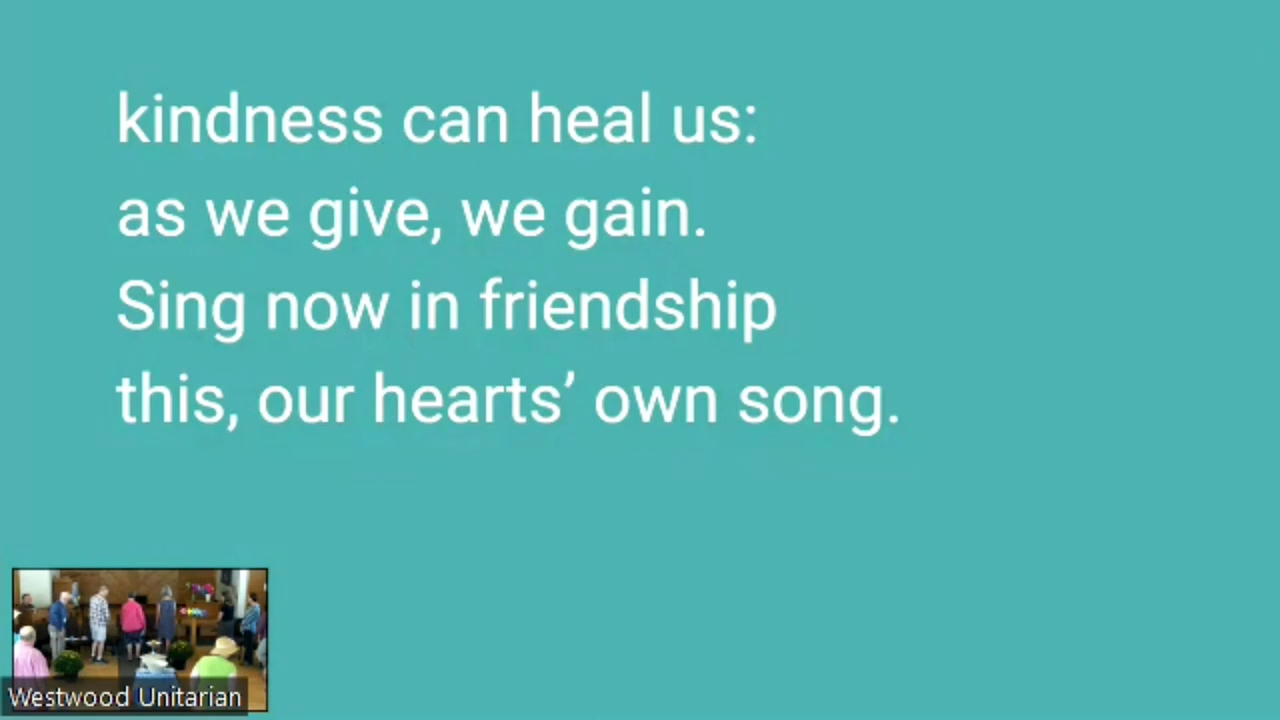 kindness can heal us:
as we give, we gain.
Sing now in friendship
this, our hearts’ own song.
Westwood Unitarian